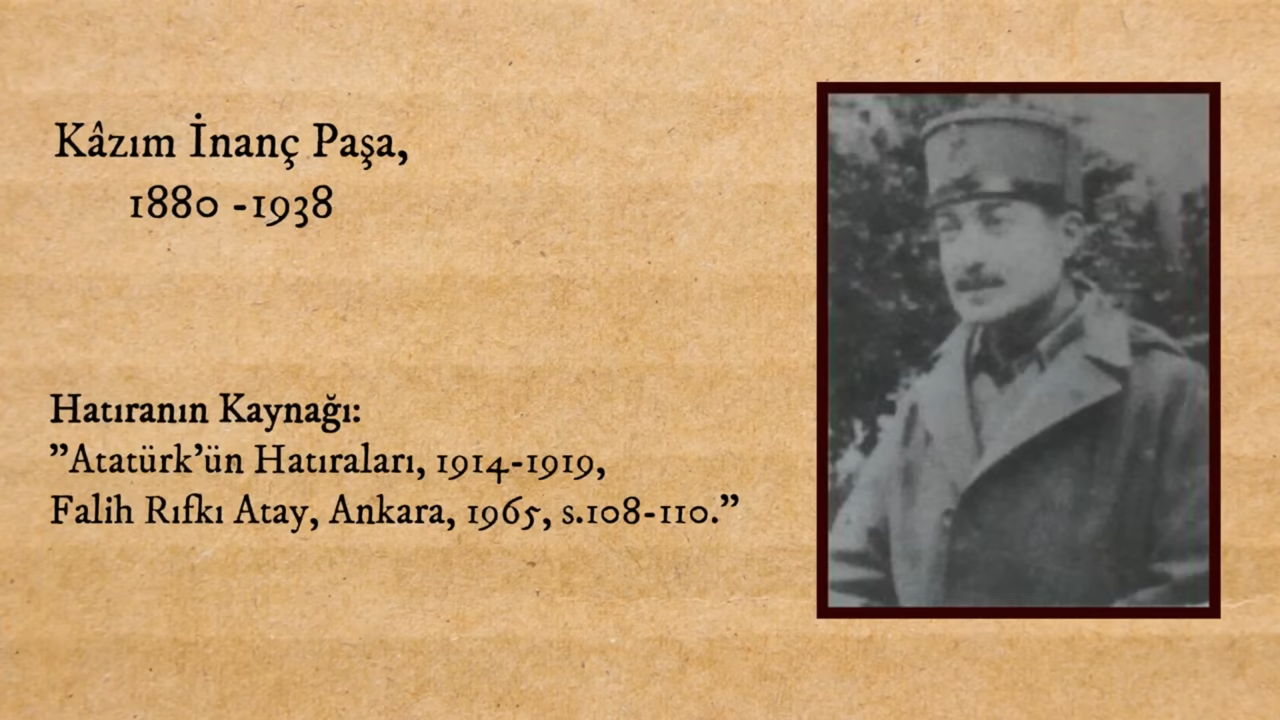 Kâzım İnanç Paşa,
1880 -1938
Hatıranın Kaynağı:
”Atatürk’ün Hatıraları, 1914-1919,
Falih Rıfkı Atay, Ankara, 1965, s.108-110.”